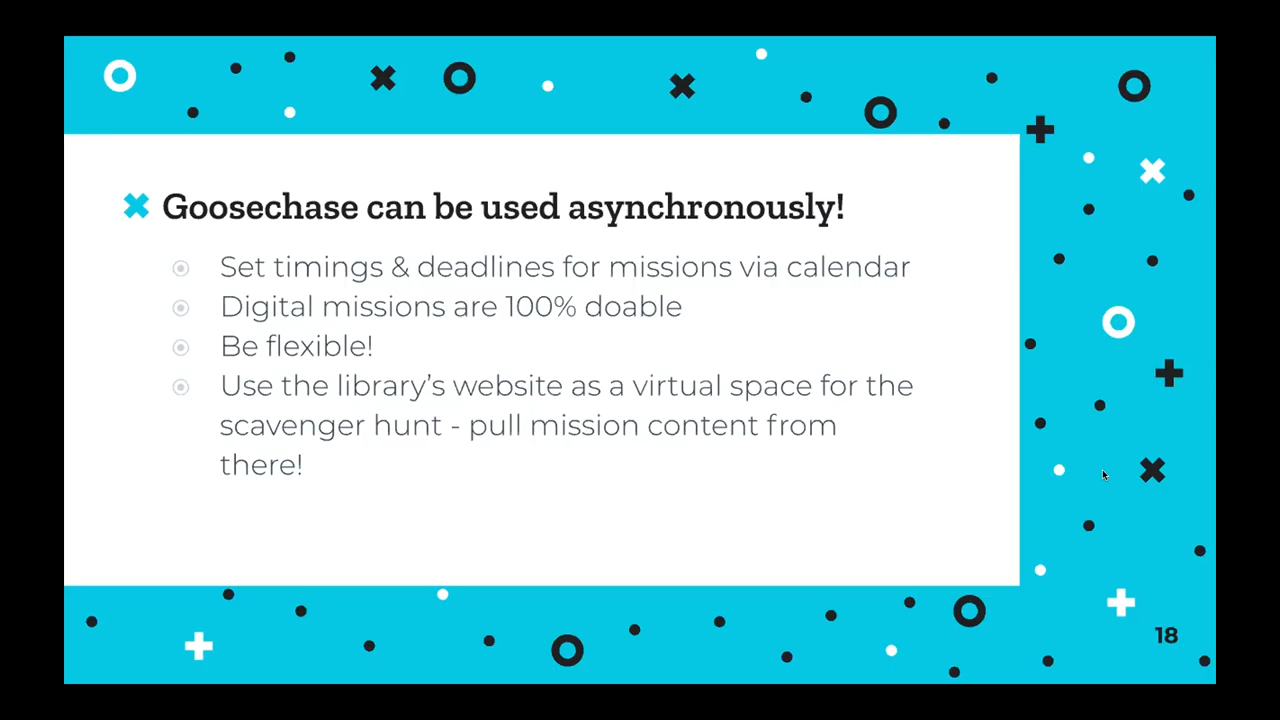 Goosechase can be used asynchronously!
Set timings & deadlines for missions via calendar
Digital missions are 100% doable
Be flexible!
Use the library’s website as a virtual space for the
scavenger hunt - pull mission content from
there!
18